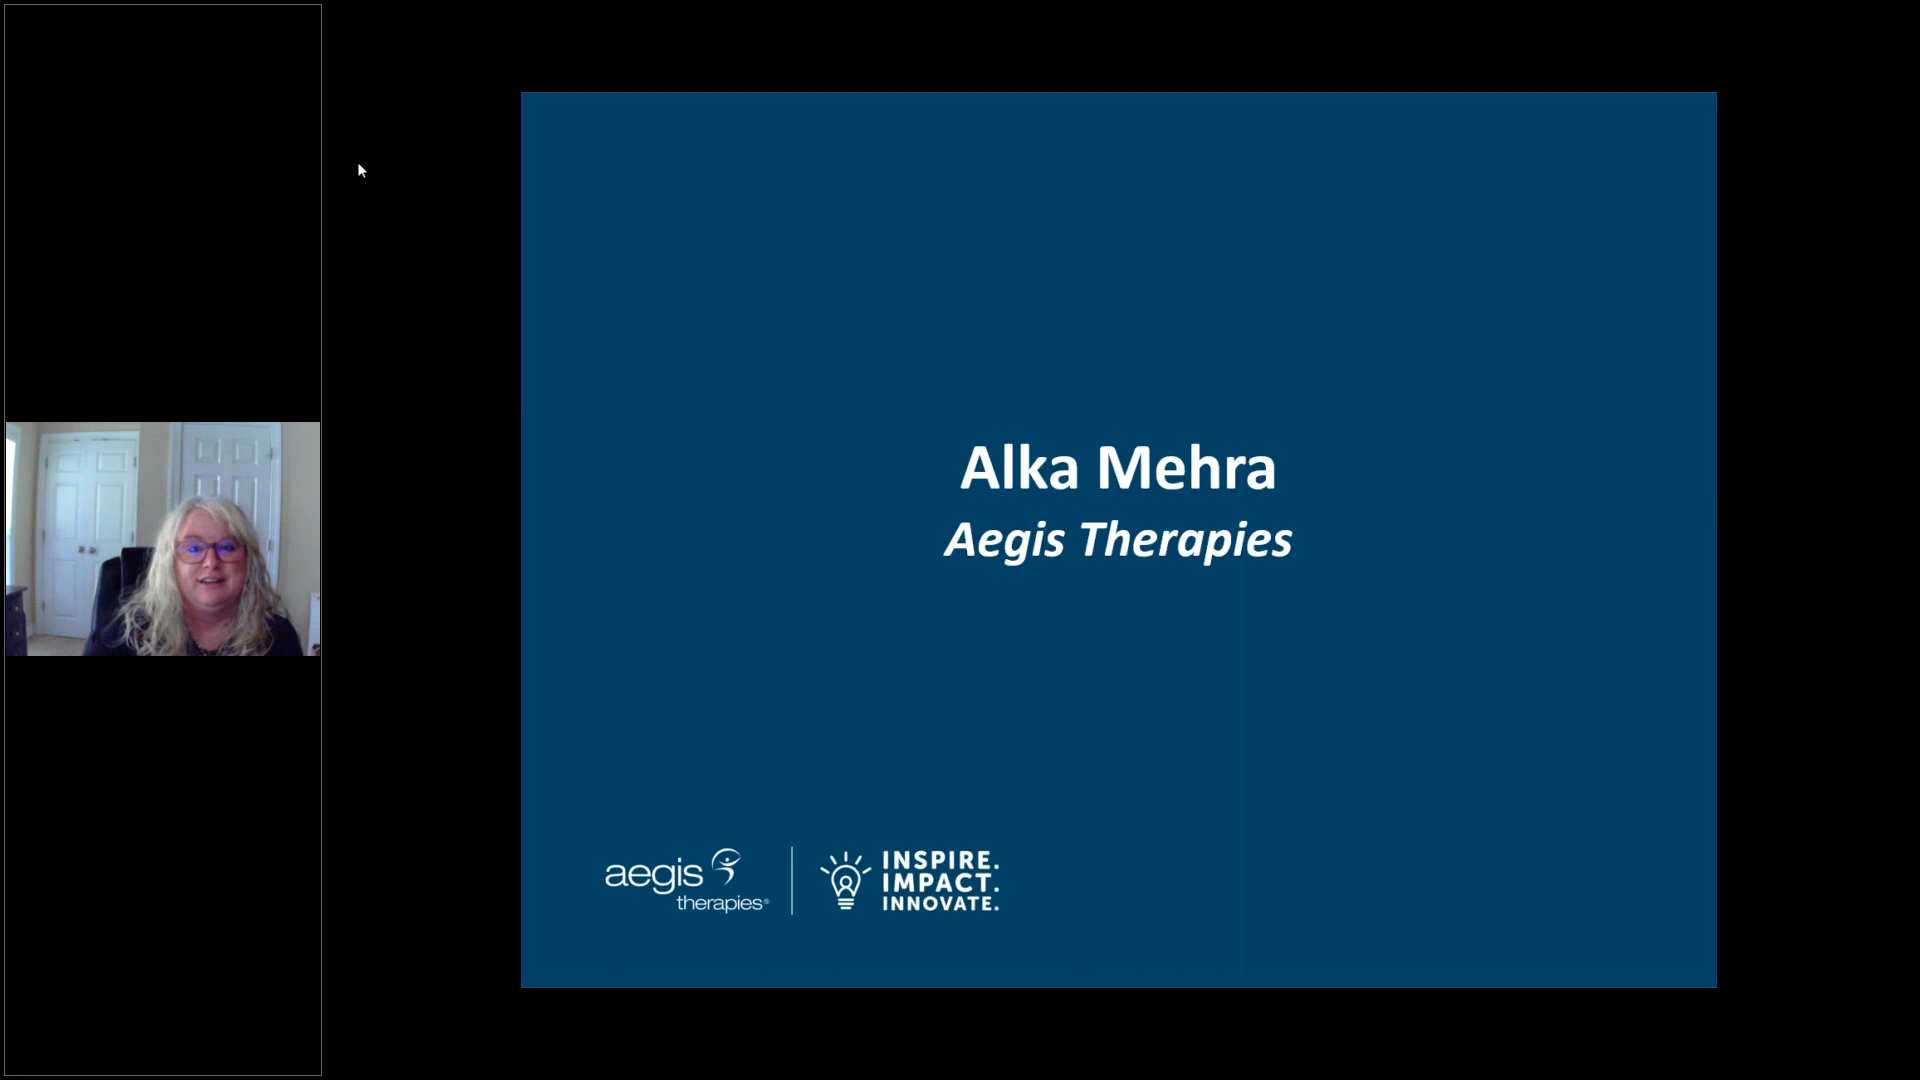 Alka Mehra
Aegis Therapies
aegis
therapies®
INSPIRE.
IMPACT.
INNOVATE.